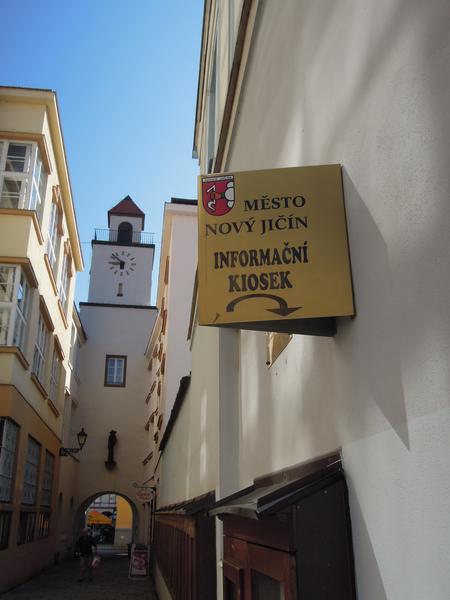 MĚSTO
NOVÝ JIČÍN
INFORMAČNÍ
KIOSEK